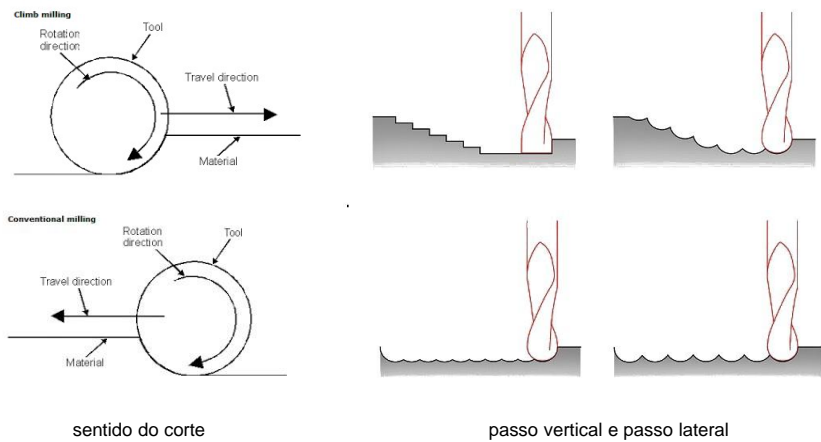 Climb milling
Rotation
direction
Tool
Travel direction
Material
Conventional milling
Rotation
direction
Tool
Travel direction
Material
sentido do corte
passo vertical e passo lateral